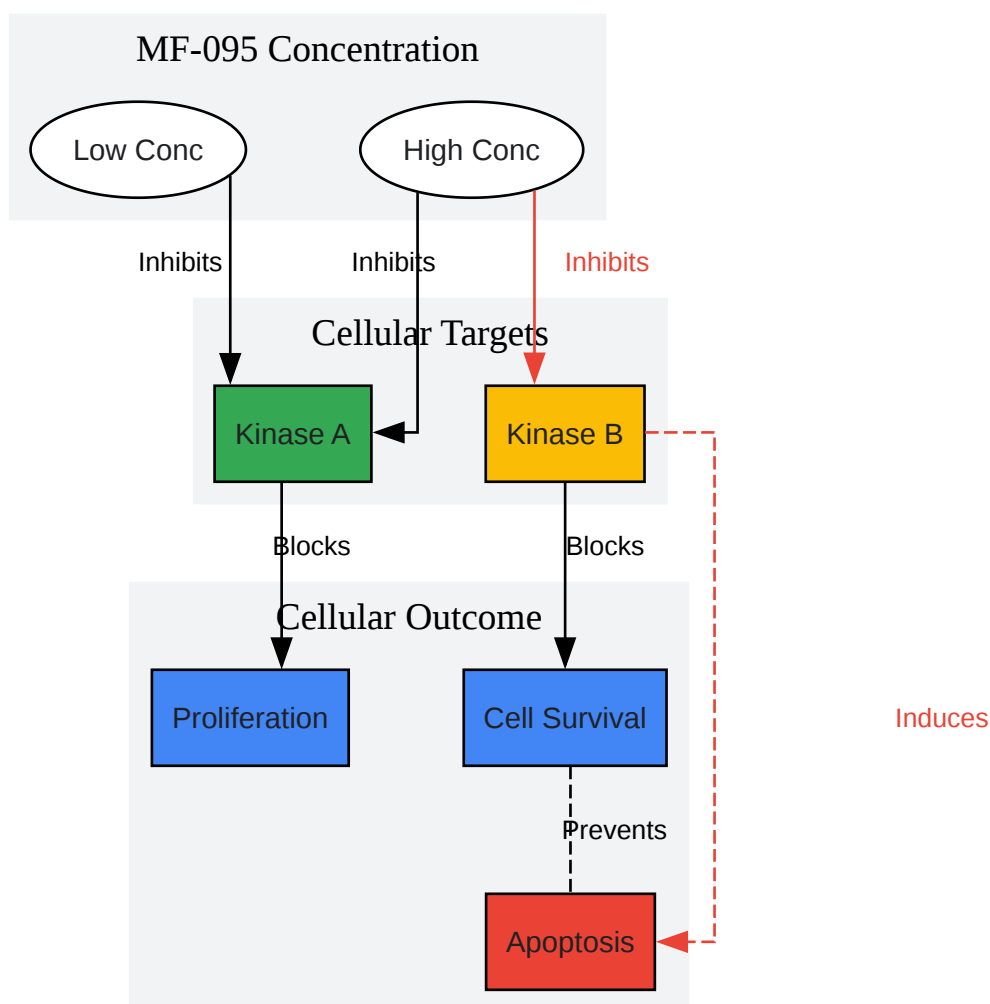 MF-095 Concentration
Low Conc
High Conc
Inhibits
Inhibits
Inhibits
Cellular Targets
Kinase A
Kinase B
Blocks
Blocks
Cellular Outcome
Proliferation
Cell Survival
Induces
Prevents
Apoptosis